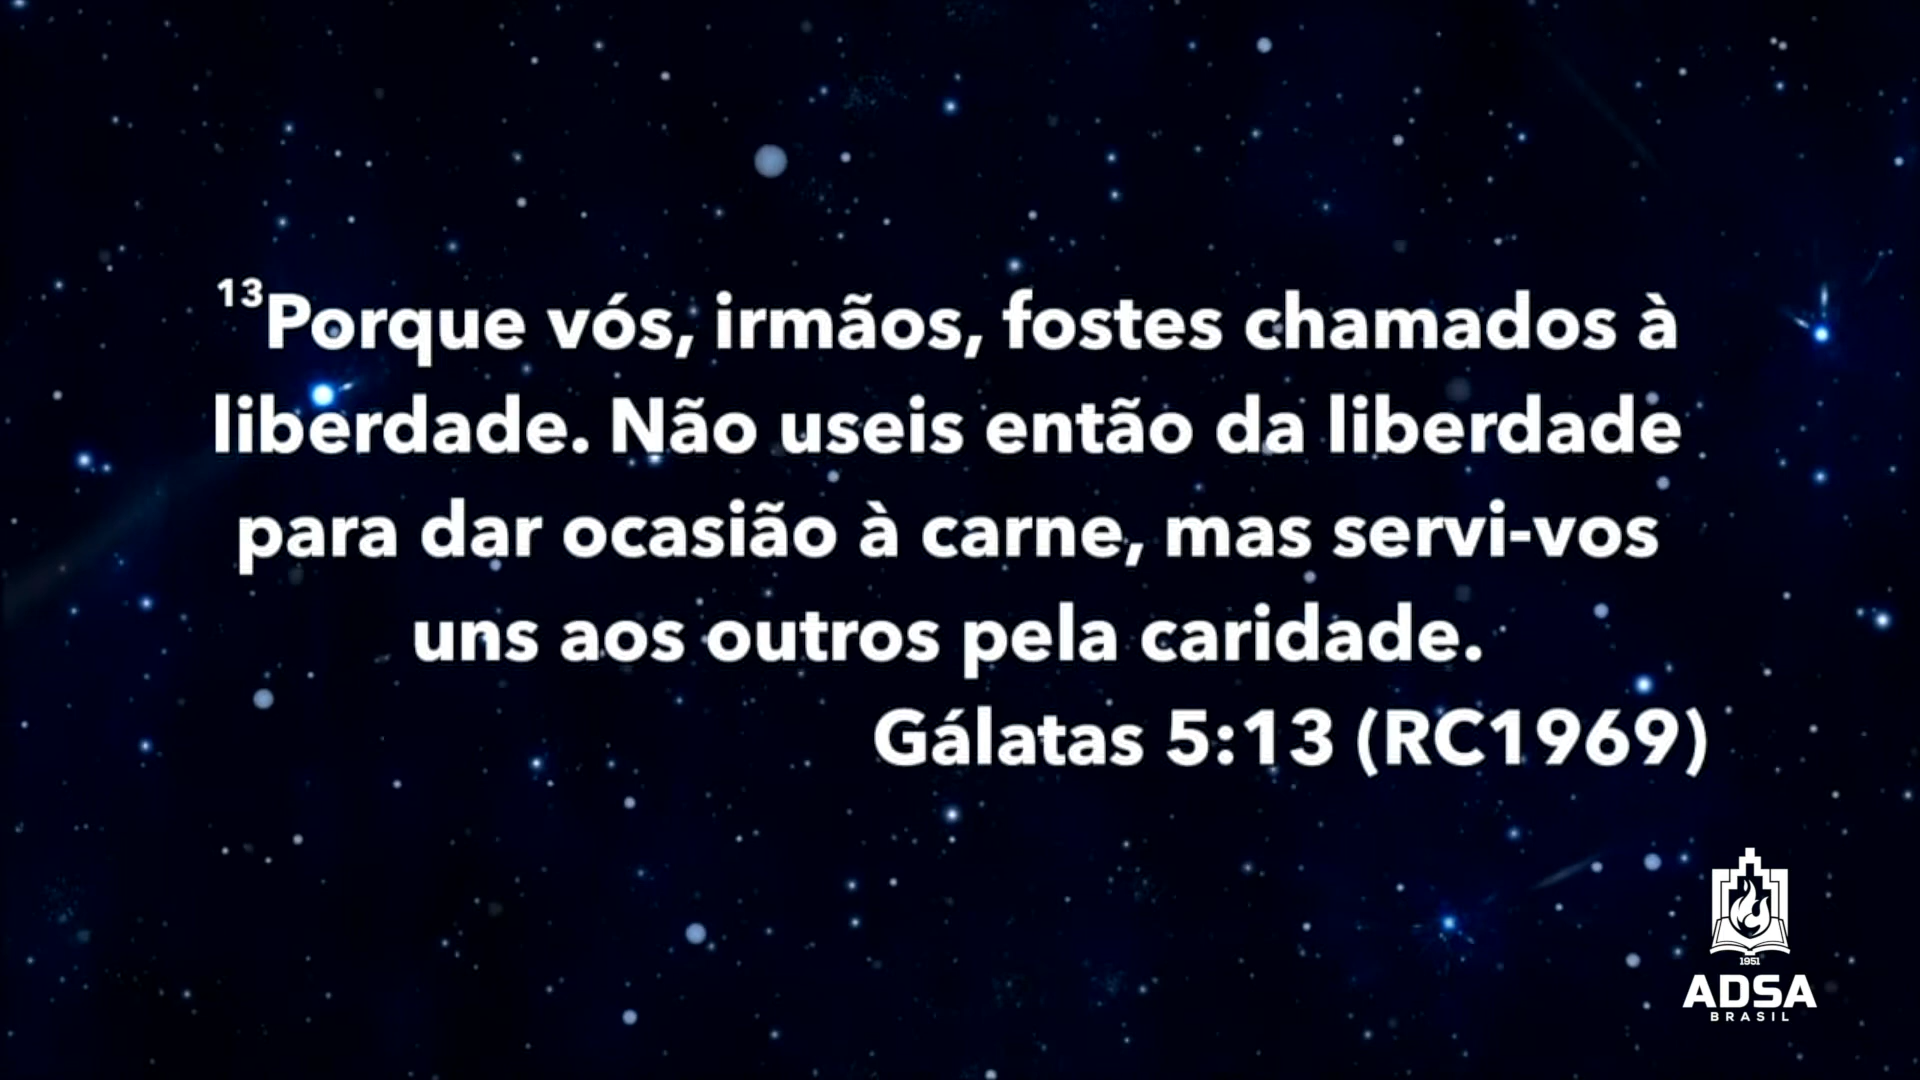 ¹³Porque vós, irmãos, fostes chamados à
liberdade. Não useis então da liberdade
para dar ocasião à carne, mas servi-vos
uns aos outros pela caridade.
Gálatas 5:13 (RC1969)
1951
ADSA
BRASIL